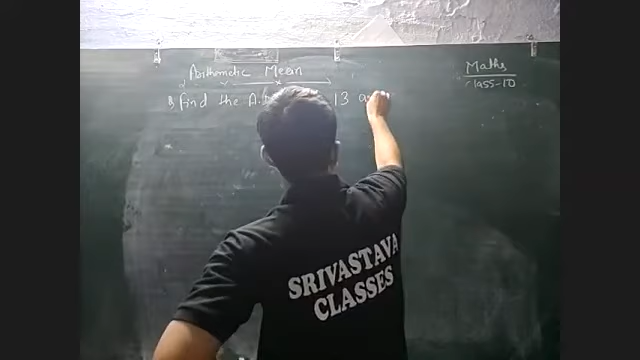 Arithmetic Mean
Maths
Class-10
Find the A. 13
SRIVASTAVA
CLASSES